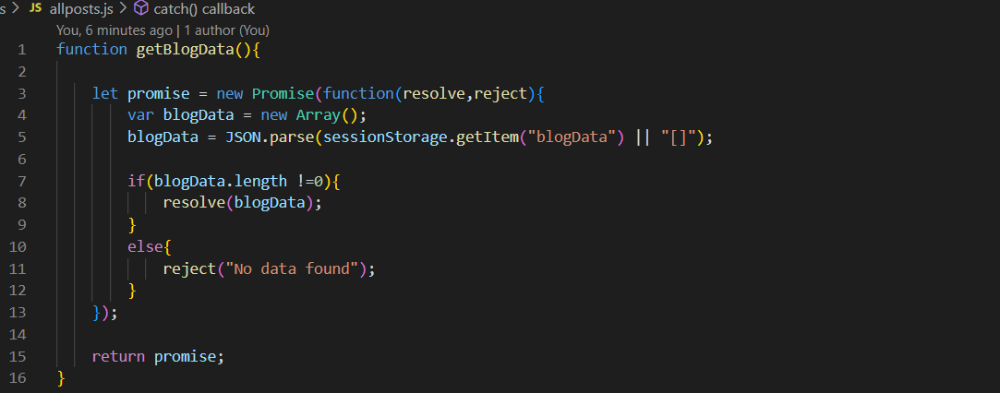 s > JS allposts.js > catch() callback
You, 6 minutes ago | 1 author (You)
1 function getBlogData(){
2
3 let promise = new Promise(function(resolve,reject){
4 var blogData = new Array();
5 blogData = JSON.parse(sessionStorage.getItem("blogData") || "[]");
6
7 if(blogData.length !=0){
8 resolve(blogData);
9 }
10 else{
11 reject("No data found");
12 }
13 });
14
15 return promise;
16 }